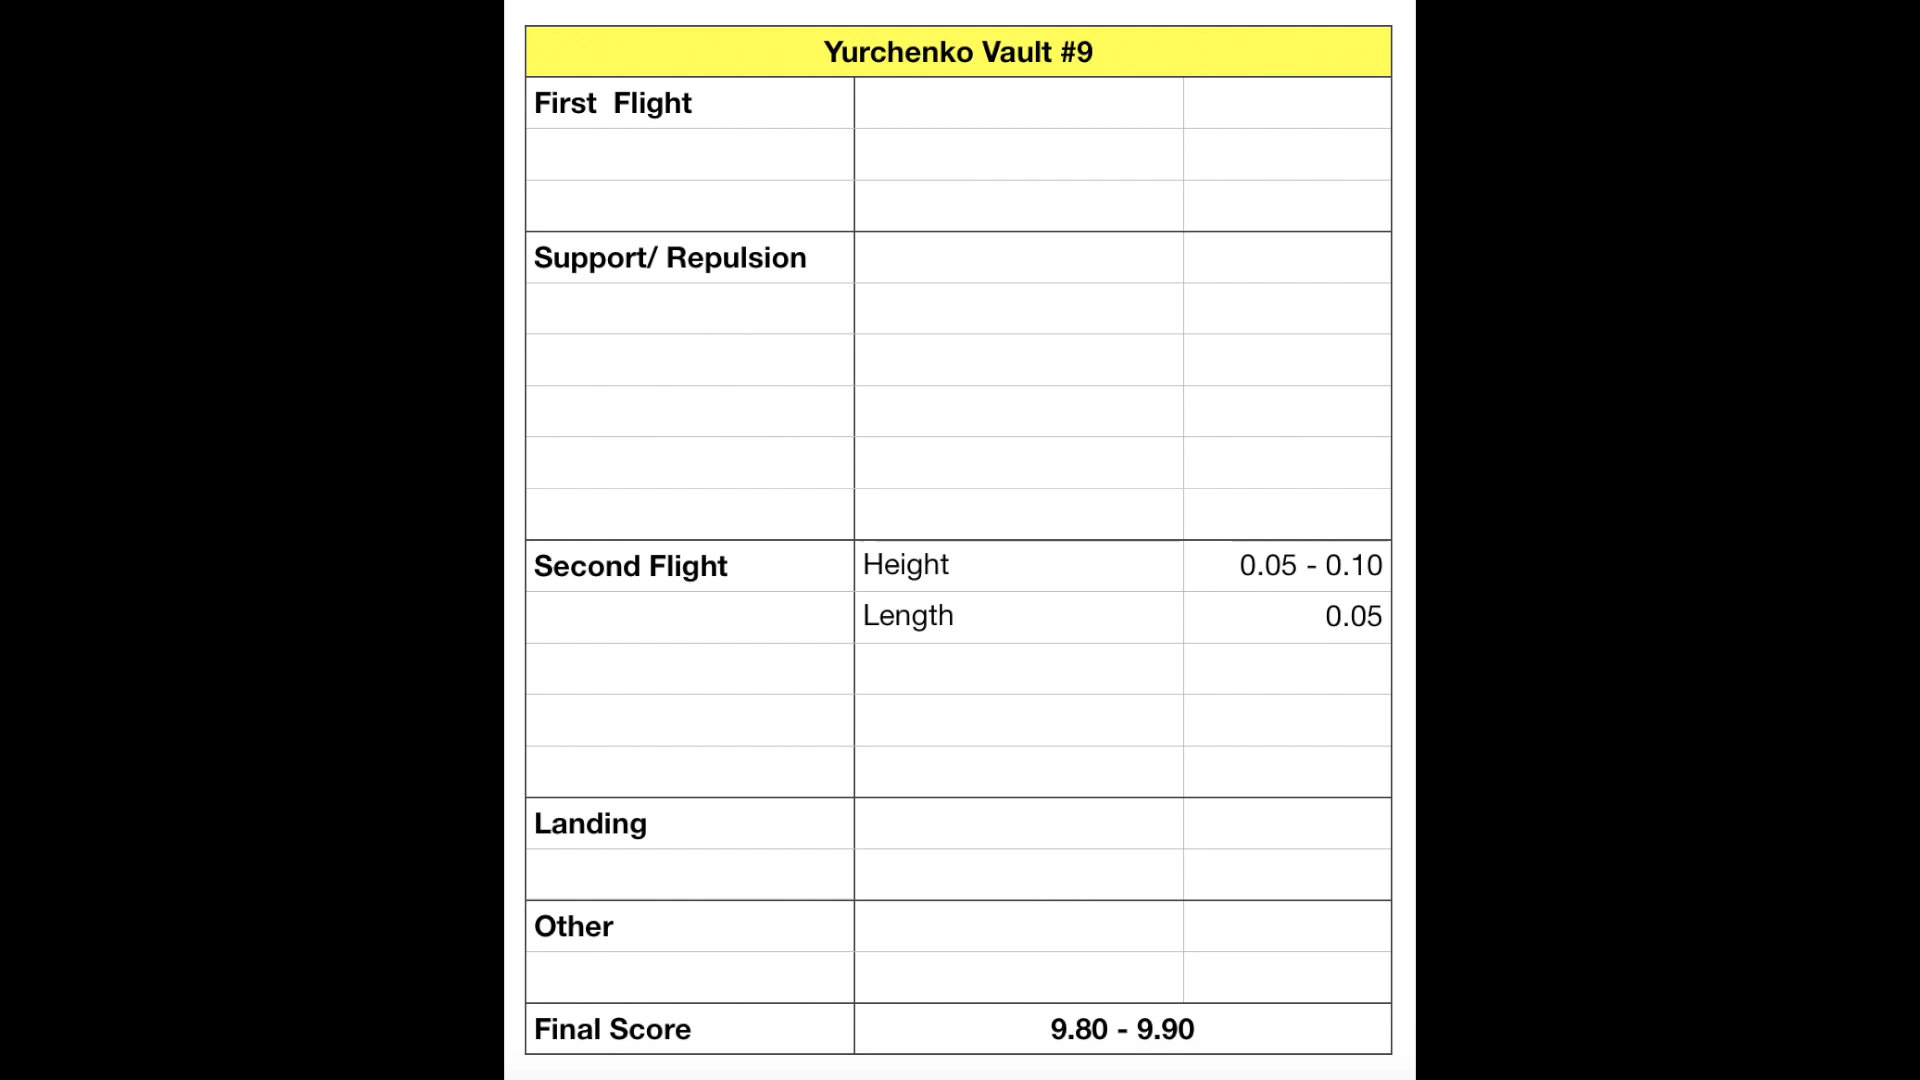 Yurchenko Vault #9
First Flight
Support/ Repulsion
Second Flight Height 0.05 - 0.10
Length 0.05
Landing
Other
Final Score 9.80 - 9.90